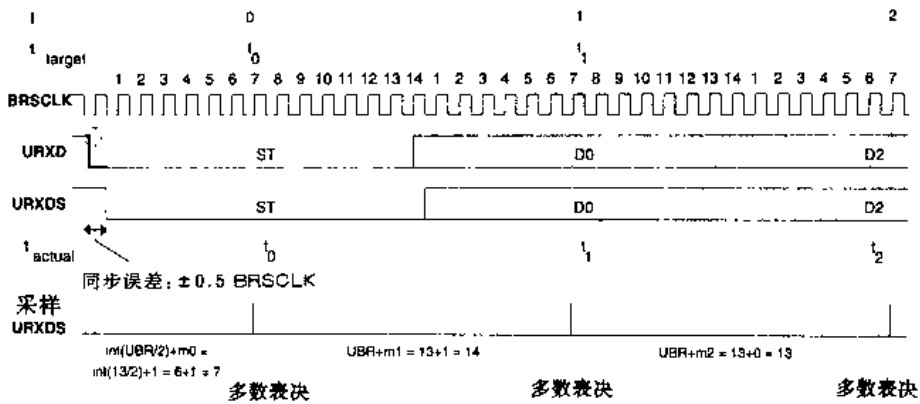 I 0 1 2
t target t0 t1
1 2 3 4 5 6 7 8 9 10 11 12 13 14 1 2 3 4 5 6 7 8 9 10 11 12 13 14 1 2 3 4 5 6 7
BRSCLK
URXD ST D0 D2
URXDS ST D0 D2
t actual t0 t1 t2
同步误差: ±0.5 BRSCLK
采样
URXDS
int(UBR/2)+m0 = UBR+m1 = 13+1 = 14 UBR+m2 = 13+0 = 13
int(13/2)+1 = 6+1 = 7
多数表决 多数表决 多数表决